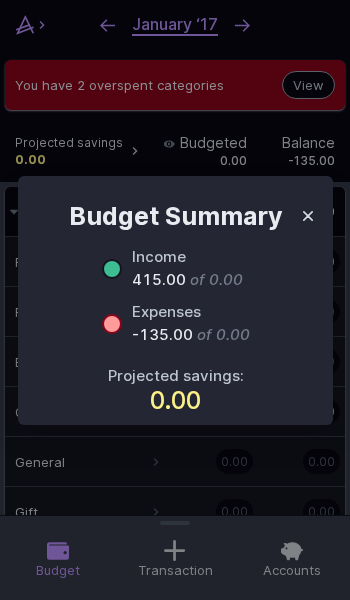 January ‘17
You have 2 overspent categories
View
Projected savings
0.00
Budgeted
0.00
Balance
-135.00
Budget Summary
Income
415.00 of 0.00
Expenses
-135.00 of 0.00
Projected savings:
0.00
General
0.00
0.00
Gift
0.00
0.00
Budget
Transaction
Accounts